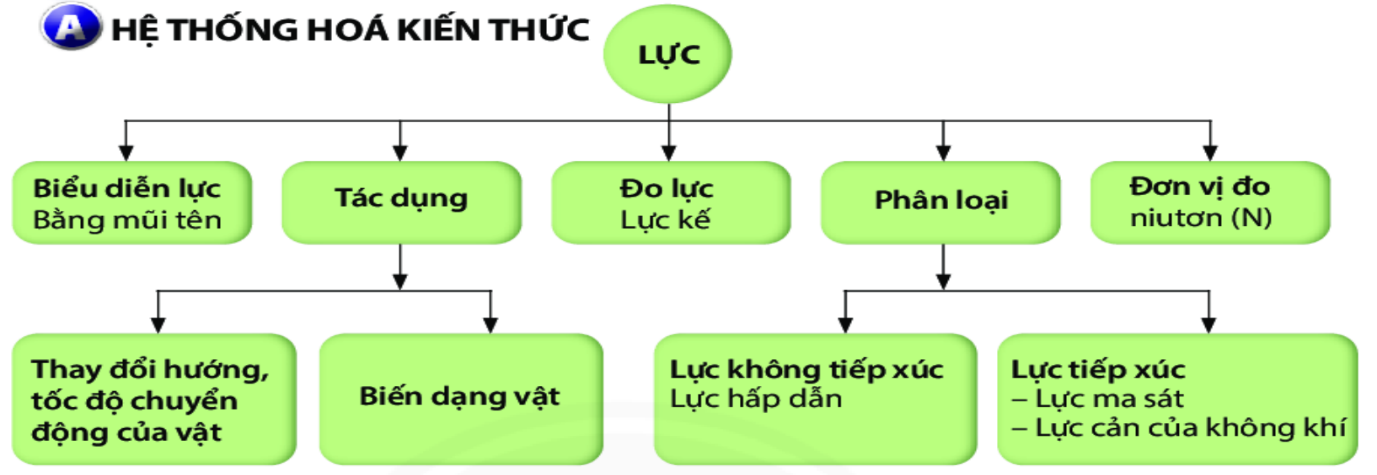 A HỆ THỐNG HOÁ KIẾN THỨC
LỰC
Biểu diễn lực
Bằng mũi tên
Tác dụng
Đo lực
Lực kế
Phân loại
Đơn vị đo
niutơn (N)
Thay đổi hướng,
tốc độ chuyển
động của vật
Biến dạng vật
Lực không tiếp xúc
Lực hấp dẫn
Lực tiếp xúc
– Lực ma sát
– Lực cản của không khí